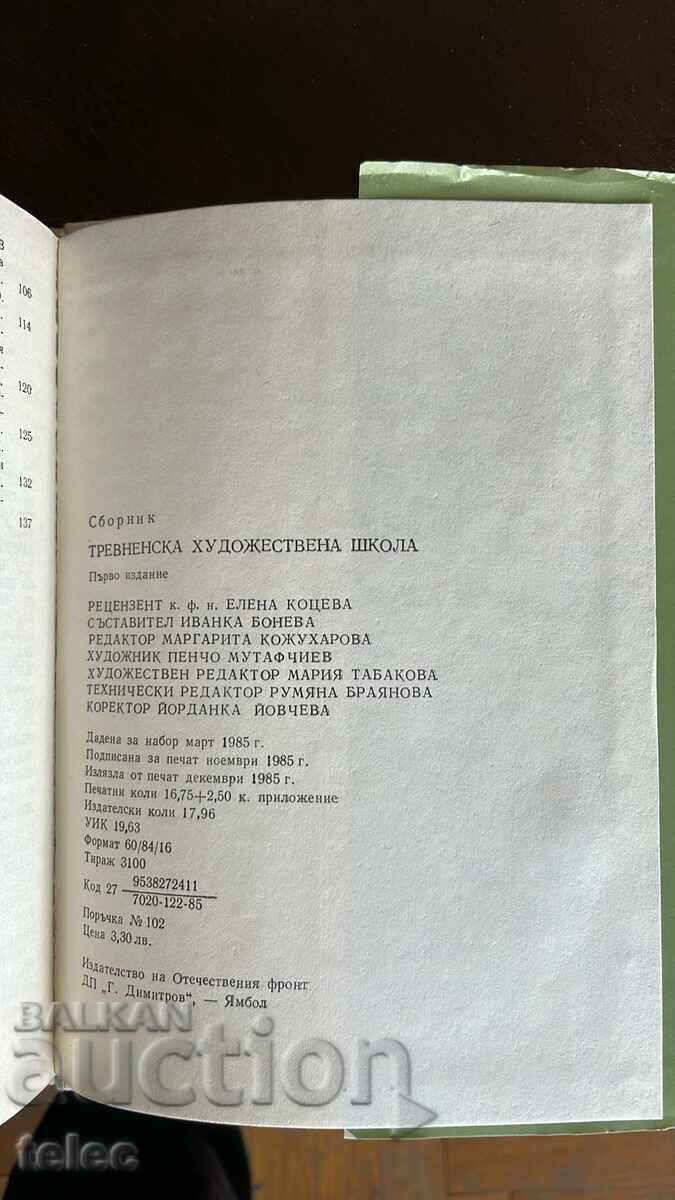 В
а
106
114
я
120
125
и
132
137
Сборник
ТРЕВНЕНСКА ХУДОЖЕСТВЕНА ШКОЛА
Първо издание
РЕЦЕНЗЕНТ к. ф. н. ЕЛЕНА КОЦЕВА
СЪСТАВИТЕЛ ИВАНКА БОНЕВА
РЕДАКТОР МАРГАРИТА КОЖУХАРОВА
ХУДОЖНИК ПЕНЧО МУТАФЧИЕВ
ХУДОЖЕСТВЕН РЕДАКТОР МАРИЯ ТАБАКОВА
ТЕХНИЧЕСКИ РЕДАКТОР РУМЯНА БРАЯНОВА
КОРЕКТОР ЙОРДАНКА ЙОВЧЕВА
Дадена за набор март 1985 г.
Подписана за печат ноември 1985 г.
Излязла от печат декември 1985 г.
Печатни коли 16,75+2,50 к. приложение
Издателски коли 17,96
УИК 19,63
Формат 60/84/16
Тираж 3100
Код 27 9538272411
7020-122-85
Поръчка № 102
Цена 3,30 лв.
Издателство на Отечествения фронт
ДП „Г. Димитров", — Ямбол
BALKAN
auction
telec